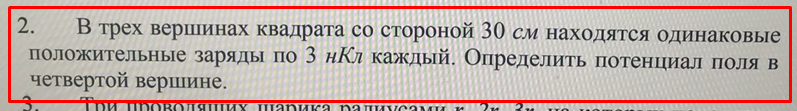 2. В трех вершинах квадрата со стороной 30 см находятся одинаковые
положительные заряды по 3 нКл каждый. Определить потенциал поля в
четвертой вершине.
3. Три проводящих шарика радиусами r, 2r, 3r,